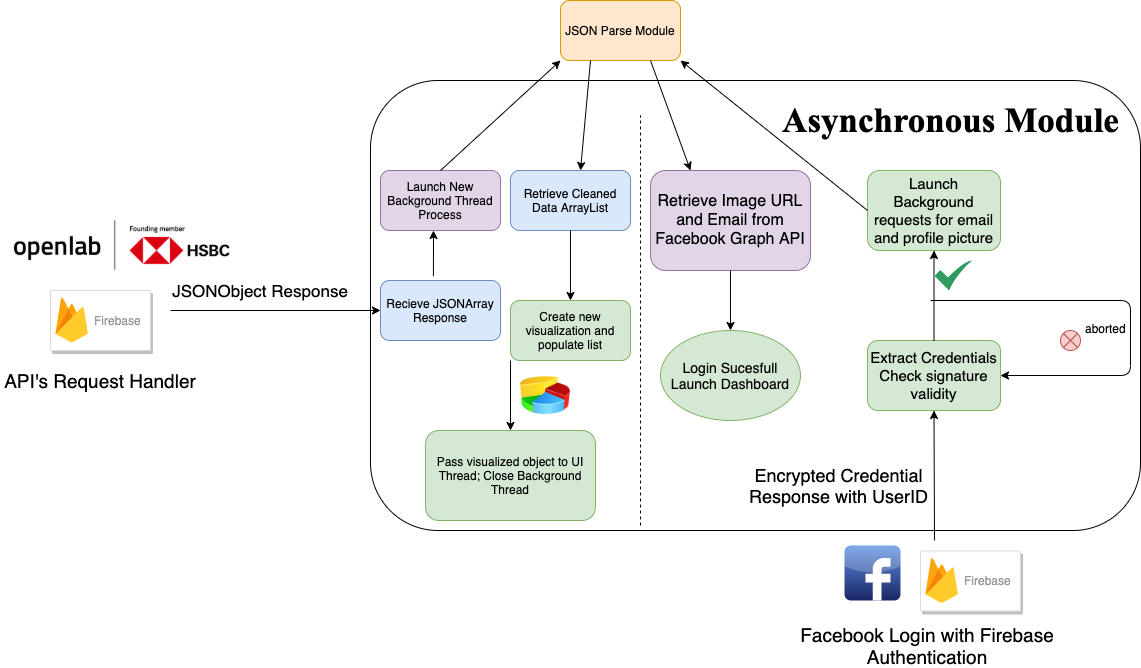 JSON Parse Module
Asynchronous Module
Launch New
Background Thread
Process
Retrieve Cleaned
Data ArrayList
Retrieve Image URL
and Email from
Facebook Graph API
Launch
Background
requests for email
and profile picture
Founding member
openlab
HSBC
JSONObject Response
Firebase
API's Request Handler
Recieve JSONArray
Response
Create new
visualization and
populate list
Login Sucesfull
Launch Dashboard
aborted
Extract Credentials
Check signature
validity
Pass visualized object to UI
Thread; Close Background
Thread
Encrypted Credential
Response with UserID
f
Firebase
Facebook Login with Firebase
Authentication